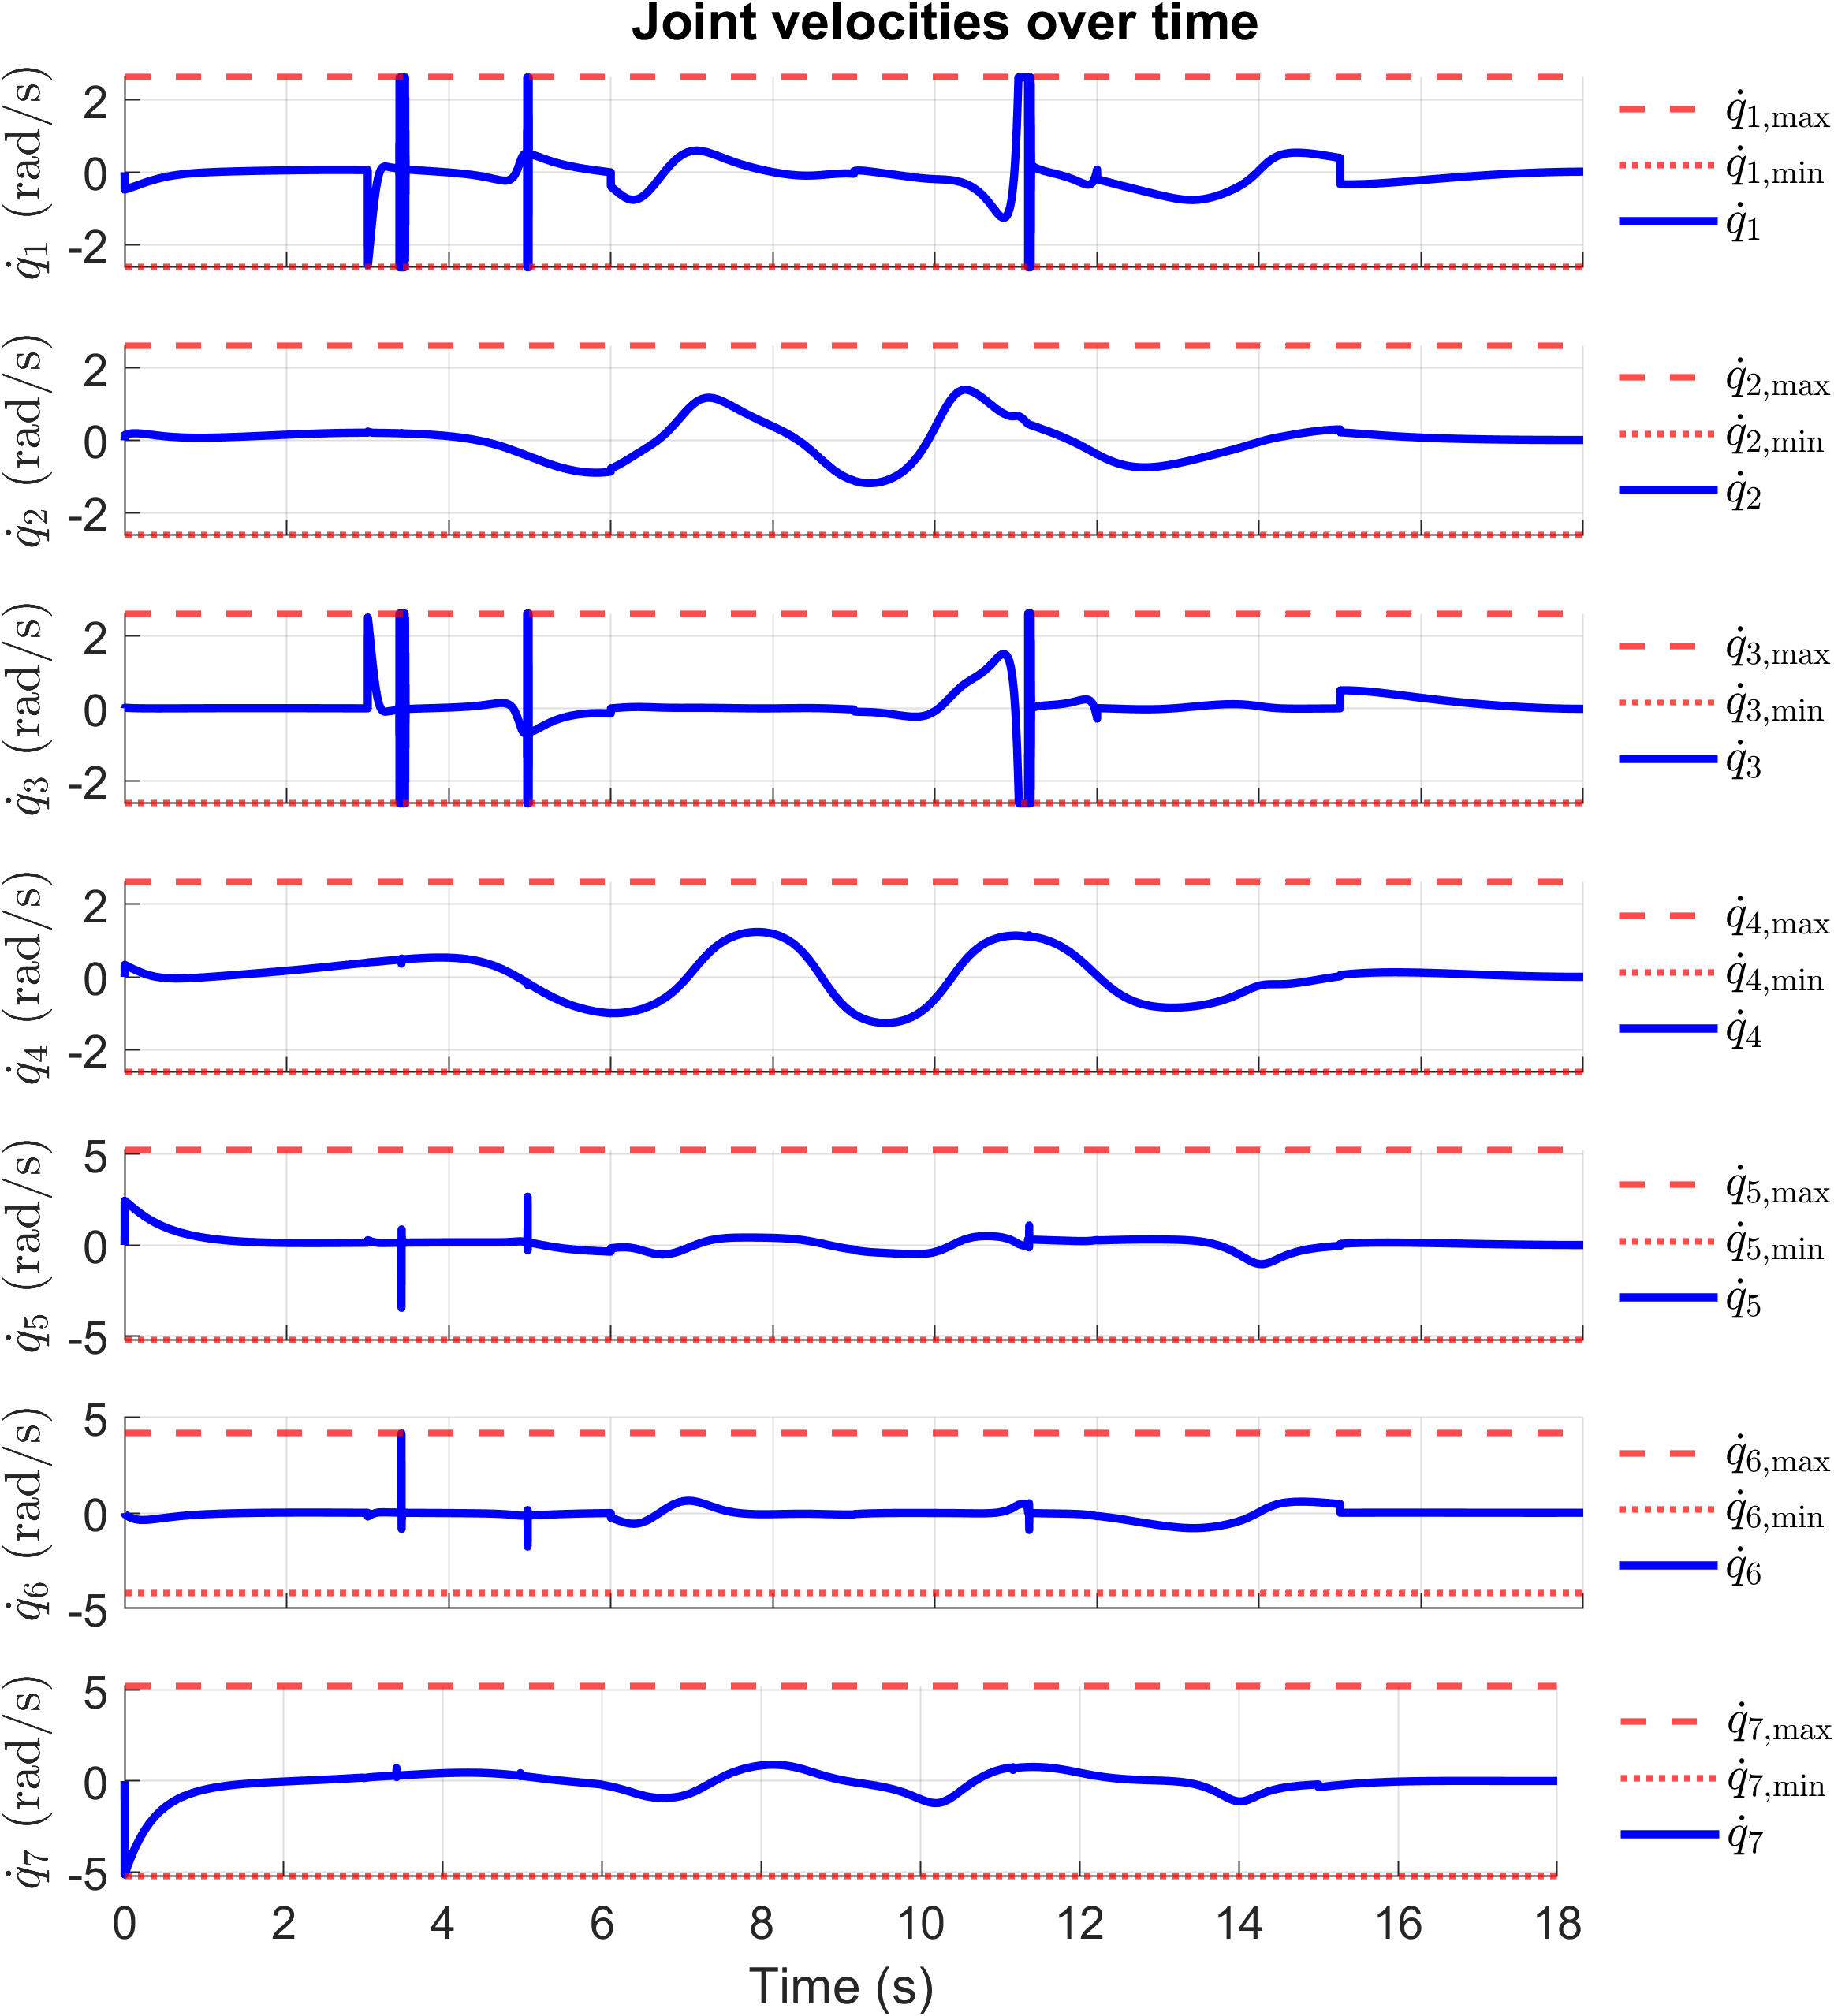 Joint velocities over time
q̇1 (rad/s)
2
0
-2
q̇1,max
q̇1,min
q̇1
q̇2 (rad/s)
2
0
-2
q̇2,max
q̇2,min
q̇2
q̇3 (rad/s)
2
0
-2
q̇3,max
q̇3,min
q̇3
q̇4 (rad/s)
2
0
-2
q̇4,max
q̇4,min
q̇4
q̇5 (rad/s)
5
0
-5
q̇5,max
q̇5,min
q̇5
q̇6 (rad/s)
5
0
-5
q̇6,max
q̇6,min
q̇6
q̇7 (rad/s)
5
0
-5
q̇7,max
q̇7,min
q̇7
0 2 4 6 8 10 12 14 16 18
Time (s)